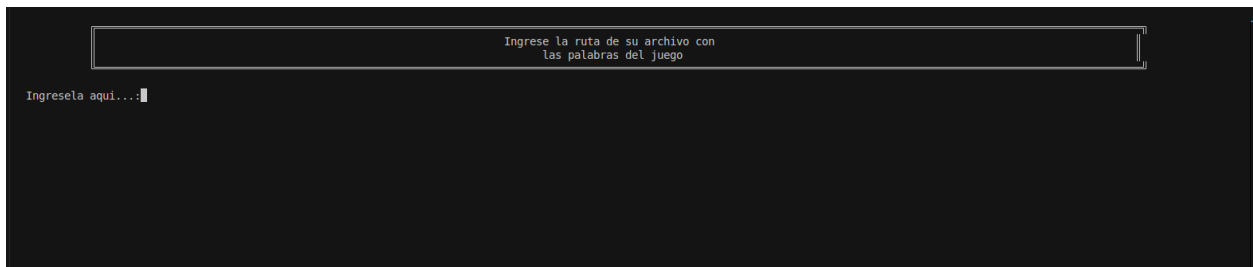 Ingrese la ruta de su archivo con
las palabras del juego
Ingresela aqui...: